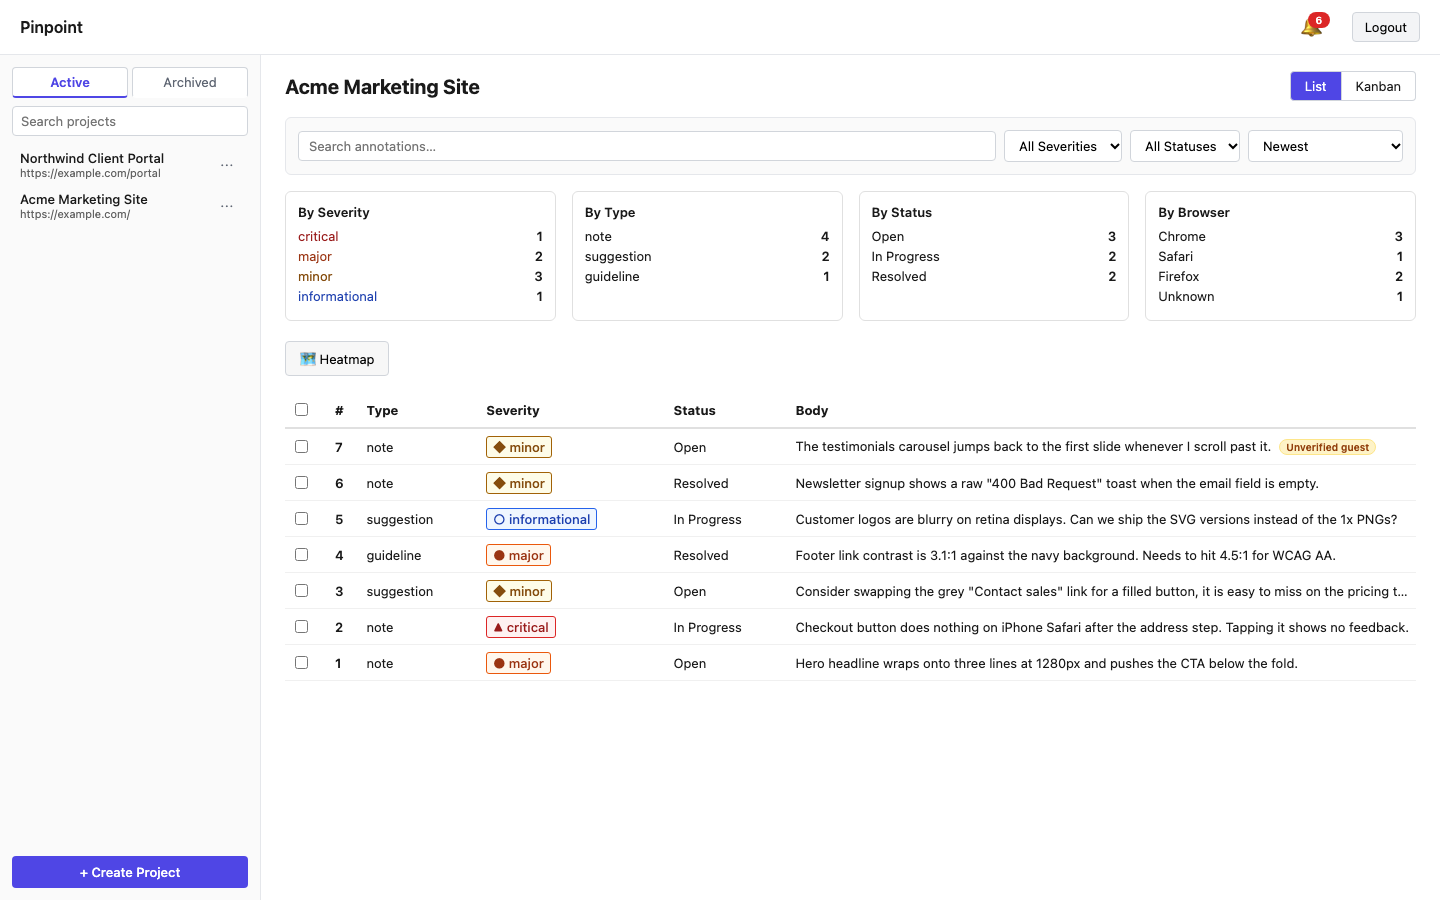 Pinpoint
6
Logout
Active
Archived
Search projects
Northwind Client Portal
https://example.com/portal
...
Acme Marketing Site
https://example.com/
...
+ Create Project
Acme Marketing Site
List
Kanban
Search annotations...
All Severities
All Statuses
Newest
By Severity
critical 1
major 2
minor 3
informational 1
By Type
note 4
suggestion 2
guideline 1
By Status
Open 3
In Progress 2
Resolved 2
By Browser
Chrome 3
Safari 1
Firefox 2
Unknown 1
Heatmap
# Type Severity Status Body
7 note minor Open The testimonials carousel jumps back to the first slide whenever I scroll past it. Unverified guest
6 note minor Resolved Newsletter signup shows a raw "400 Bad Request" toast when the email field is empty.
5 suggestion informational In Progress Customer logos are blurry on retina displays. Can we ship the SVG versions instead of the 1x PNGs?
4 guideline major Resolved Footer link contrast is 3.1:1 against the navy background. Needs to hit 4.5:1 for WCAG AA.
3 suggestion minor Open Consider swapping the grey "Contact sales" link for a filled button, it is easy to miss on the pricing t...
2 note critical In Progress Checkout button does nothing on iPhone Safari after the address step. Tapping it shows no feedback.
1 note major Open Hero headline wraps onto three lines at 1280px and pushes the CTA below the fold.